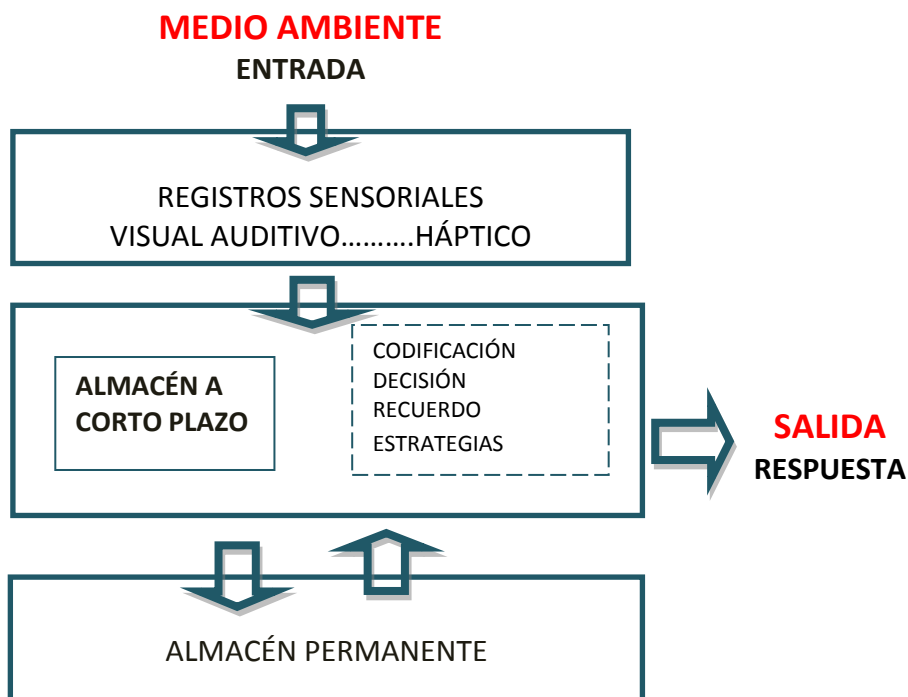 MEDIO AMBIENTE
ENTRADA
REGISTROS SENSORIALES
VISUAL AUDITIVO……….HÁPTICO
ALMACÉN A
CORTO PLAZO
CODIFICACIÓN
DECISIÓN
RECUERDO
ESTRATEGIAS
SALIDA
RESPUESTA
ALMACÉN PERMANENTE